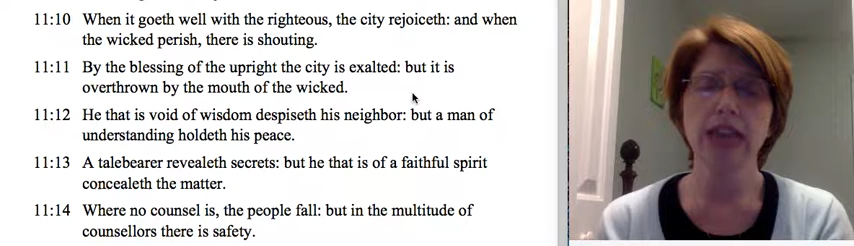 11:10 When it goeth well with the righteous, the city rejoiceth: and when
the wicked perish, there is shouting.
11:11 By the blessing of the upright the city is exalted: but it is
overthrown by the mouth of the wicked.
11:12 He that is void of wisdom despiseth his neighbor: but a man of
understanding holdeth his peace.
11:13 A talebearer revealeth secrets: but he that is of a faithful spirit
concealeth the matter.
11:14 Where no counsel is, the people fall: but in the multitude of
counsellors there is safety.